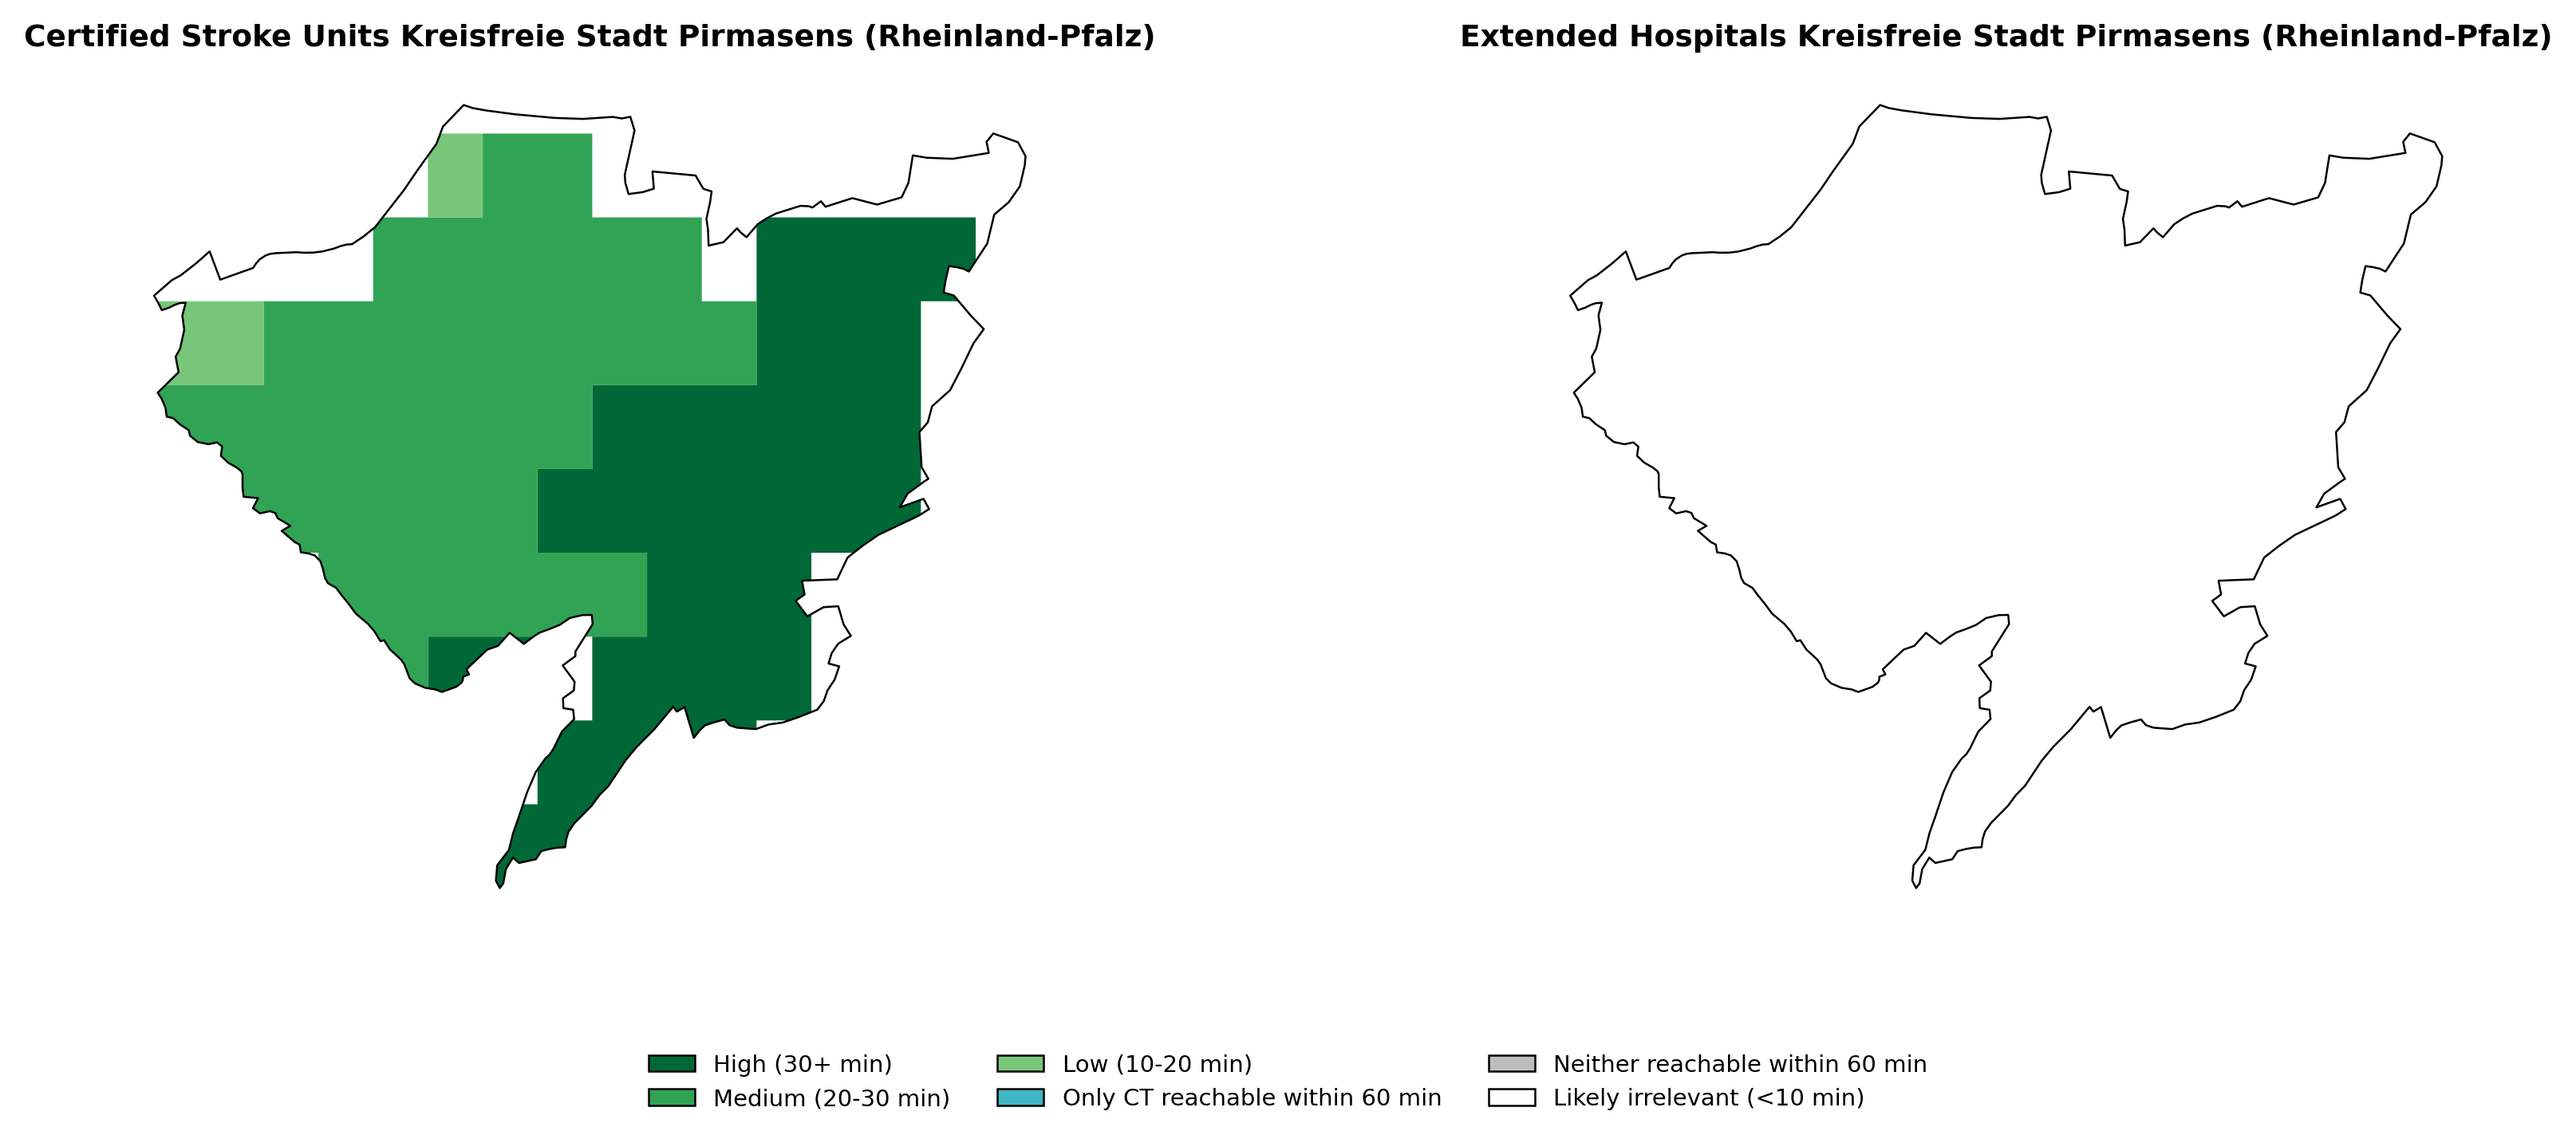 Certified Stroke Units Kreisfreie Stadt Pirmasens (Rheinland-Pfalz)
Extended Hospitals Kreisfreie Stadt Pirmasens (Rheinland-Pfalz)
High (30+ min)
Medium (20-30 min)
Low (10-20 min)
Only CT reachable within 60 min
Neither reachable within 60 min
Likely irrelevant (<10 min)